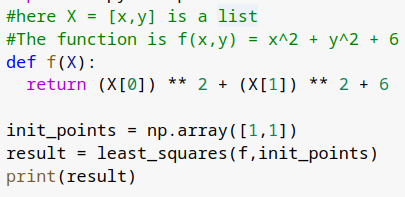 #here X = [x,y] is a list
#The function is f(x,y) = x^2 + y^2 + 6
def f(X):
  return (X[0]) ** 2 + (X[1]) ** 2 + 6

init_points = np.array([1,1])
result = least_squares(f,init_points)
print(result)